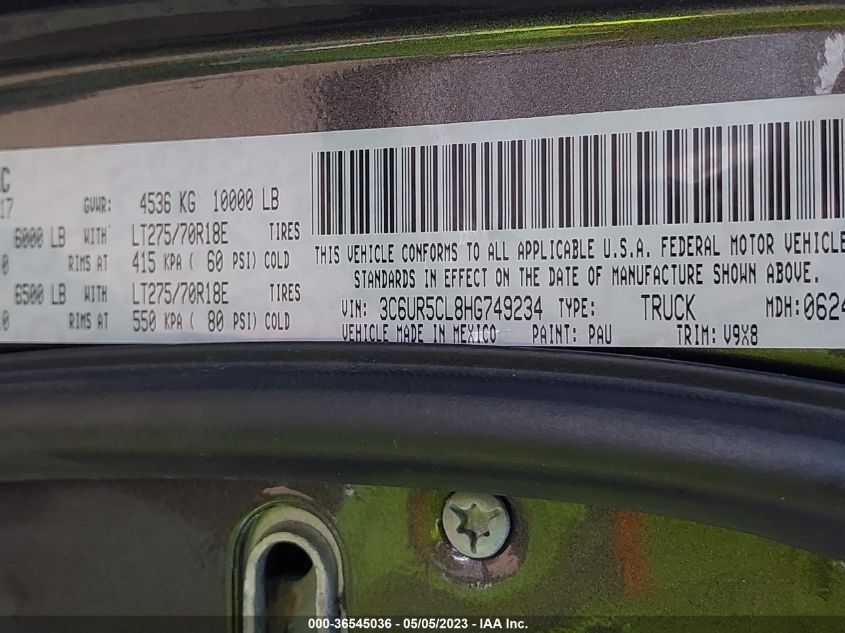 GVWR: 4536 KG 10000 LB
6000 LB WITH LT275/70R18E TIRES
RIMS AT 415 KPA ( 60 PSI) COLD
6500 LB WITH LT275/70R18E TIRES
RIMS AT 550 KPA ( 80 PSI) COLD
THIS VEHICLE CONFORMS TO ALL APPLICABLE U.S.A. FEDERAL MOTOR VEHICLE
STANDARDS IN EFFECT ON THE DATE OF MANUFACTURE SHOWN ABOVE.
VIN: 3C6UR5CL8HG749234 TYPE: TRUCK MDH:0624
VEHICLE MADE IN MEXICO PAINT: PAU TRIM: V9X8
000-36545036 - 05/05/2023 - IAA Inc.